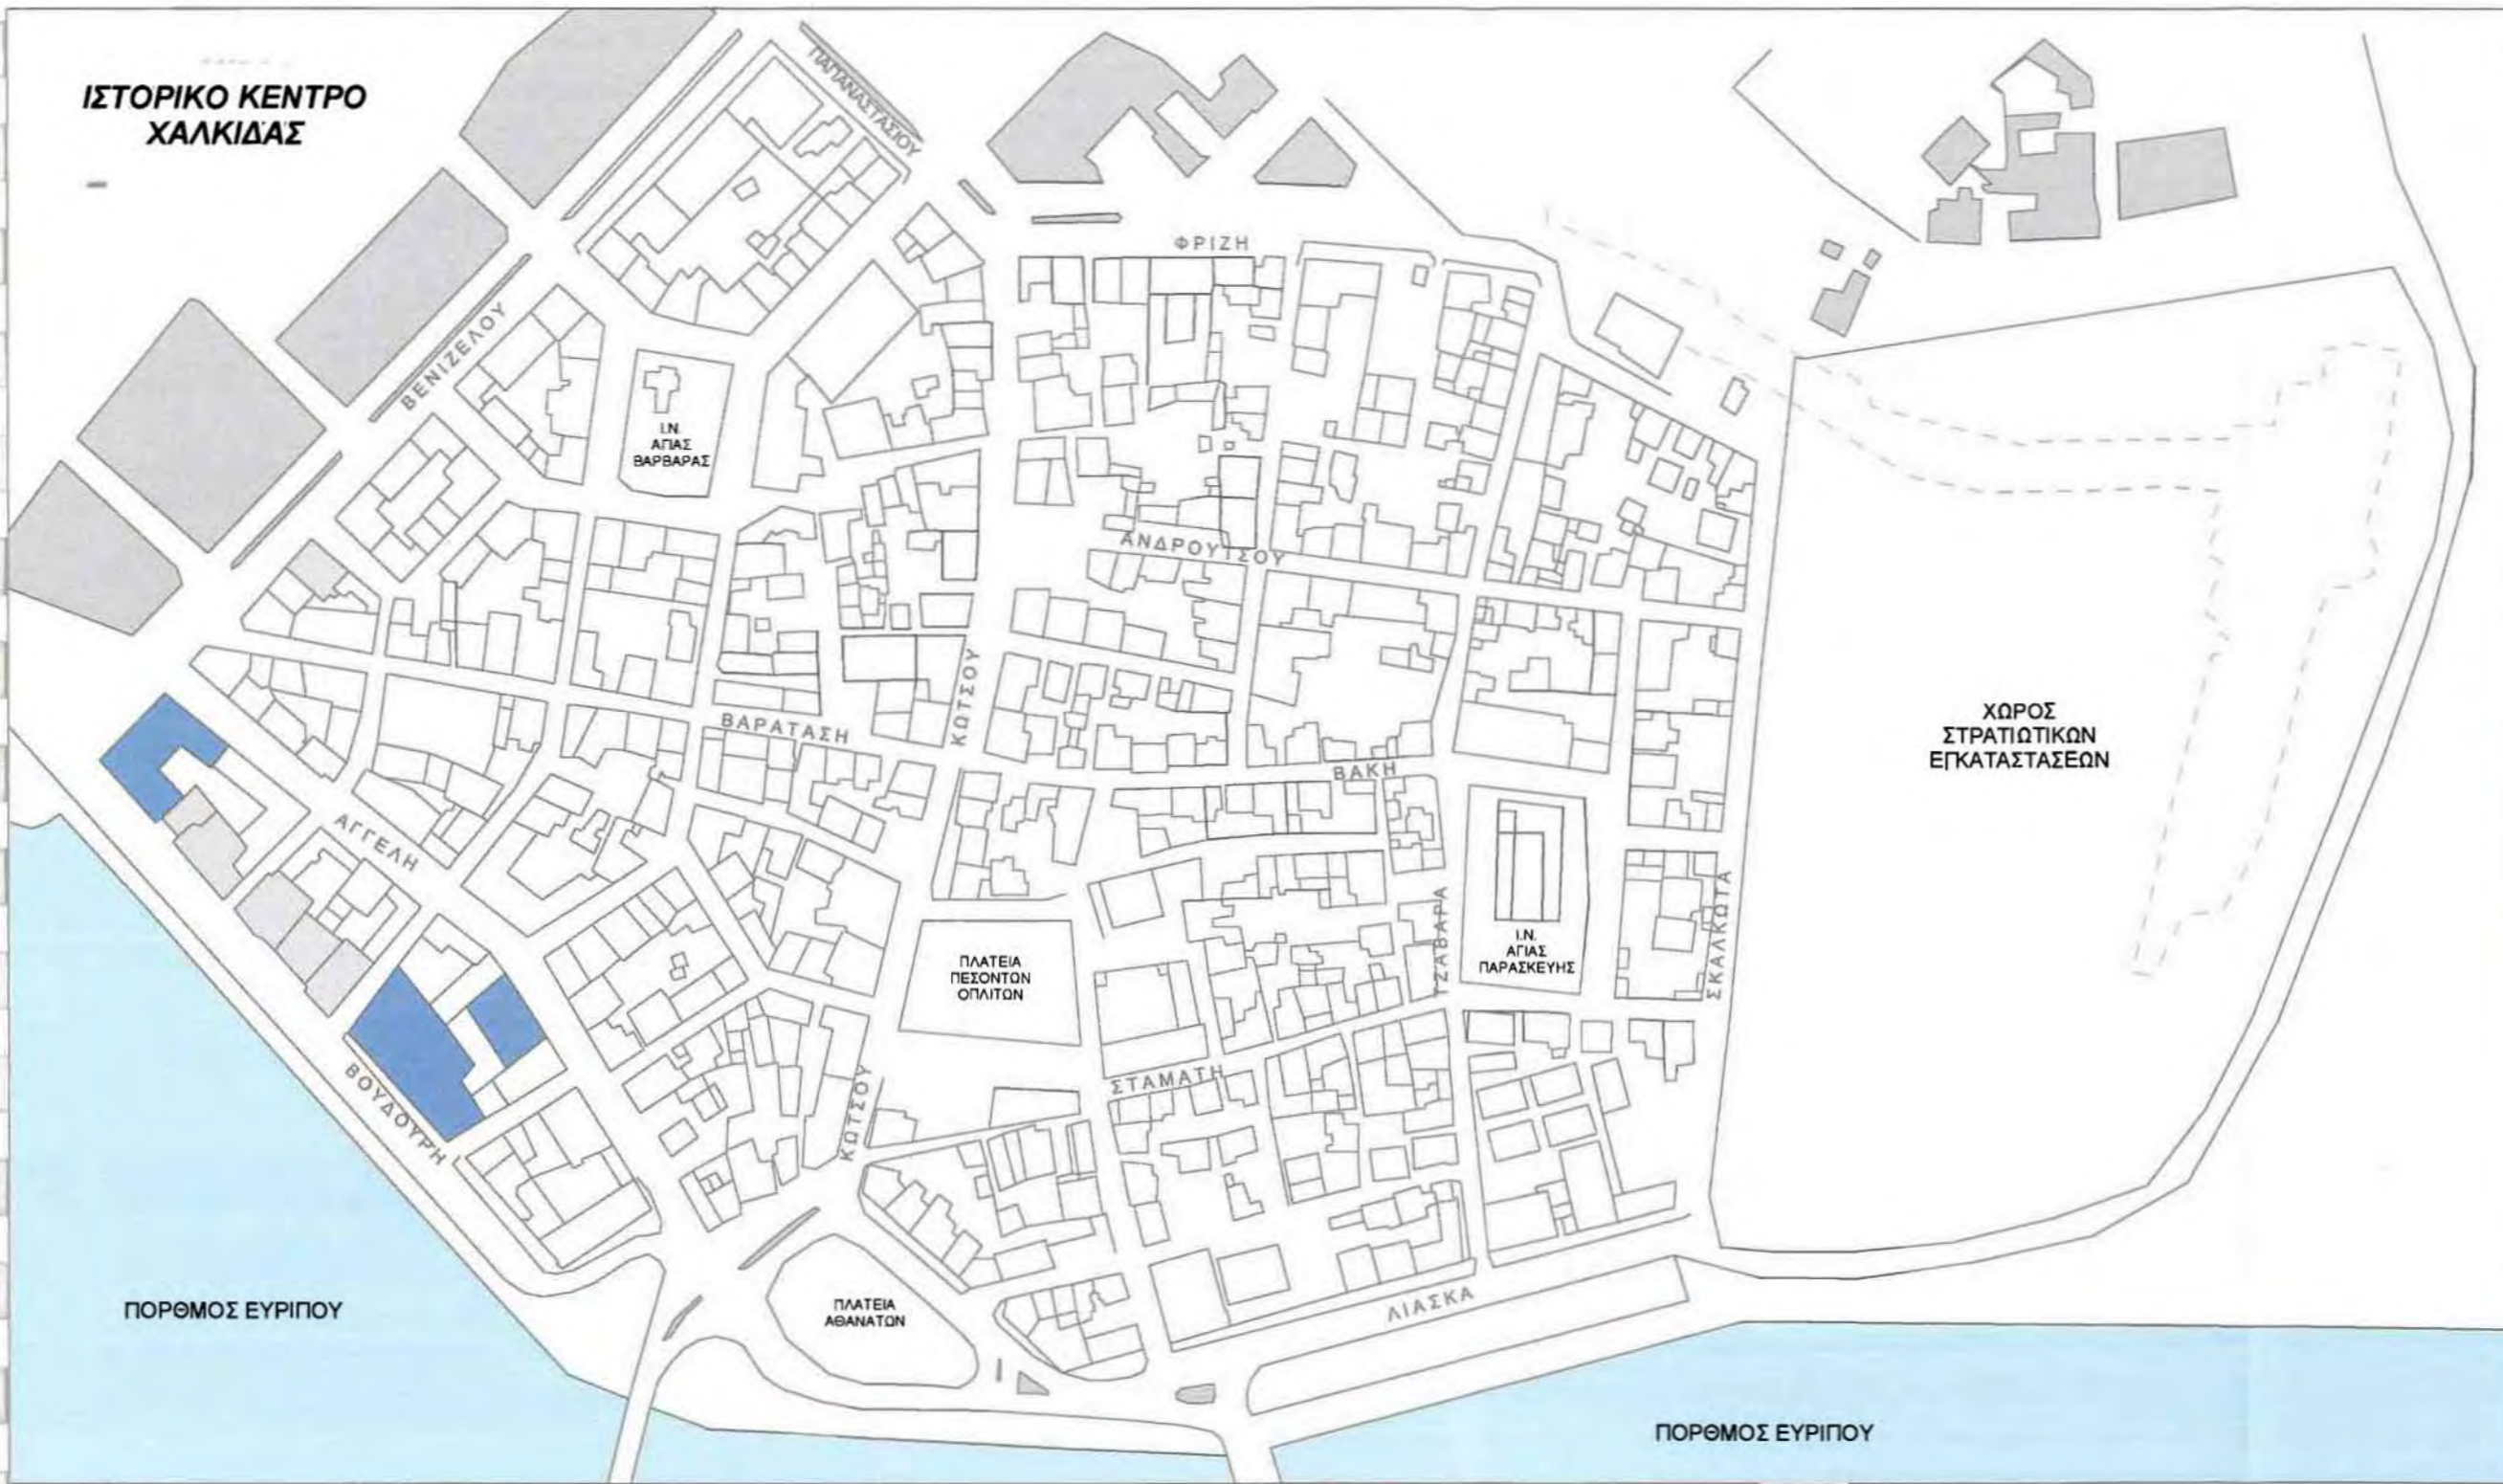 ΙΣΤΟΡΙΚΟ ΚΕΝΤΡΟ
ΧΑΛΚΙΔΑΣ
ΠΑΠΑΝΑΣΤΑΣΙΟΥ
ΦΡΙΖΗ
ΒΕΝΙΖΕΛΟΥ
Ι.Ν.
ΑΓΙΑΣ
ΒΑΡΒΑΡΑΣ
ΑΝΔΡΟΥΤΣΟΥ
ΚΩΤΣΟΥ
ΒΑΡΑΤΑΣΗ
ΧΩΡΟΣ
ΣΤΡΑΤΙΩΤΙΚΩΝ
ΕΓΚΑΤΑΣΤΑΣΕΩΝ
ΒΑΚΗ
ΑΓΓΕΛΗ
ΤΖΑΒΑΡΑ
ΣΚΑΛΚΩΤΑ
Ι.Ν.
ΑΓΙΑΣ
ΠΑΡΑΣΚΕΥΗΣ
ΠΛΑΤΕΙΑ
ΠΕΣΟΝΤΩΝ
ΟΠΛΙΤΩΝ
ΒΟΥΔΟΥΡΗ
ΚΩΤΣΟΥ
ΣΤΑΜΑΤΗ
ΠΟΡΘΜΟΣ ΕΥΡΙΠΟΥ
ΠΛΑΤΕΙΑ
ΑΘΑΝΑΤΩΝ
ΛΙΑΣΚΑ
ΠΟΡΘΜΟΣ ΕΥΡΙΠΟΥ